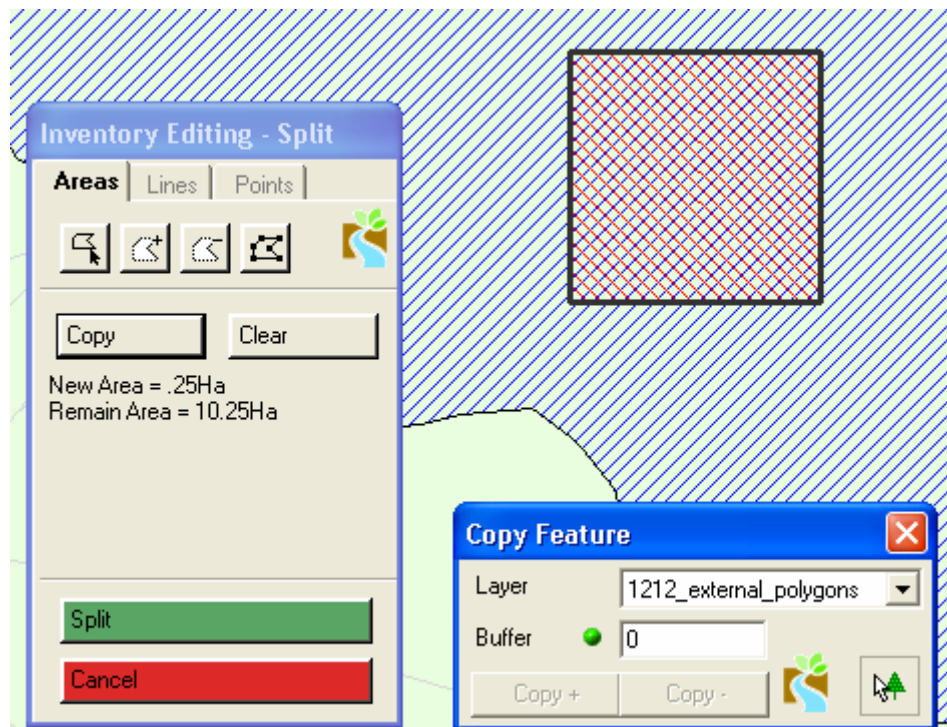 Inventory Editing - Split
Areas Lines Points
Copy Clear
New Area = .25Ha
Remain Area = 10.25Ha
Split
Cancel
Copy Feature
Layer 1212_external_polygons
Buffer 0
Copy + Copy -